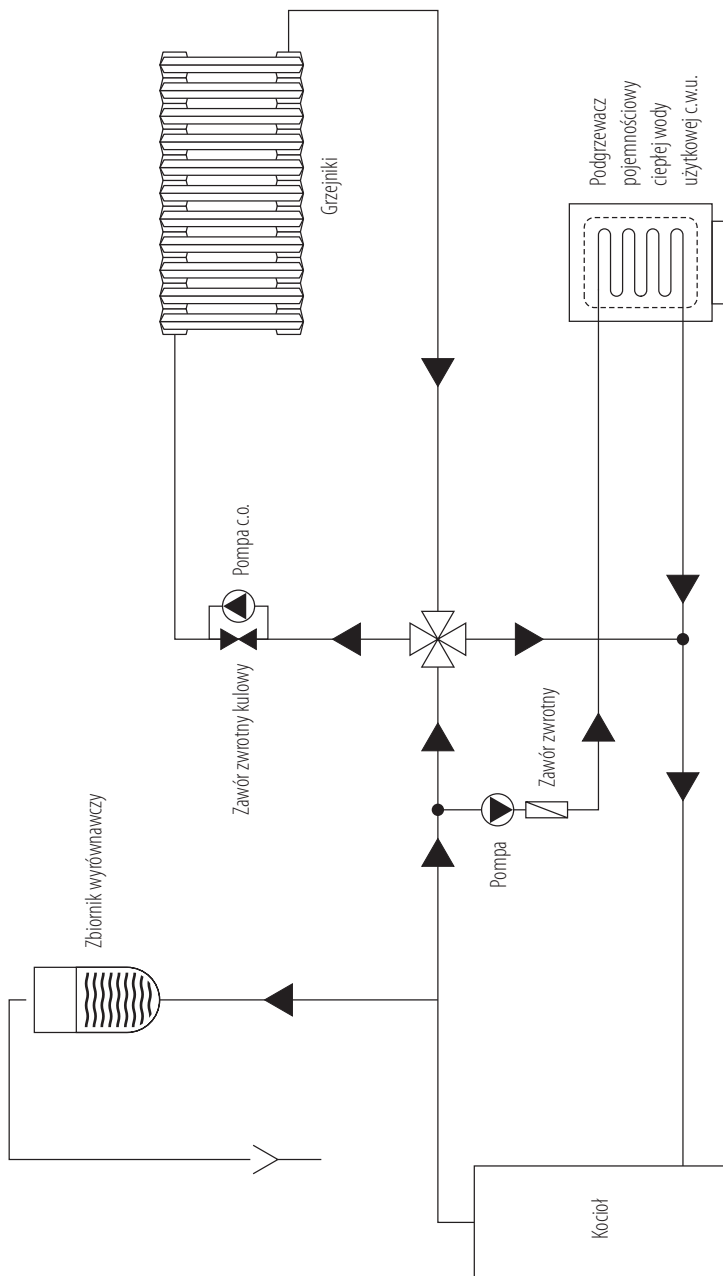 Zbiornik wyrównawczy
Zawór zwrotny kulowy
Pompa c.o.
Grzejniki
Kocioł
Pompa
Zawór zwrotny
Podgrzewacz
pojemnościowy
ciepłej wody
użytkowej c.w.u.